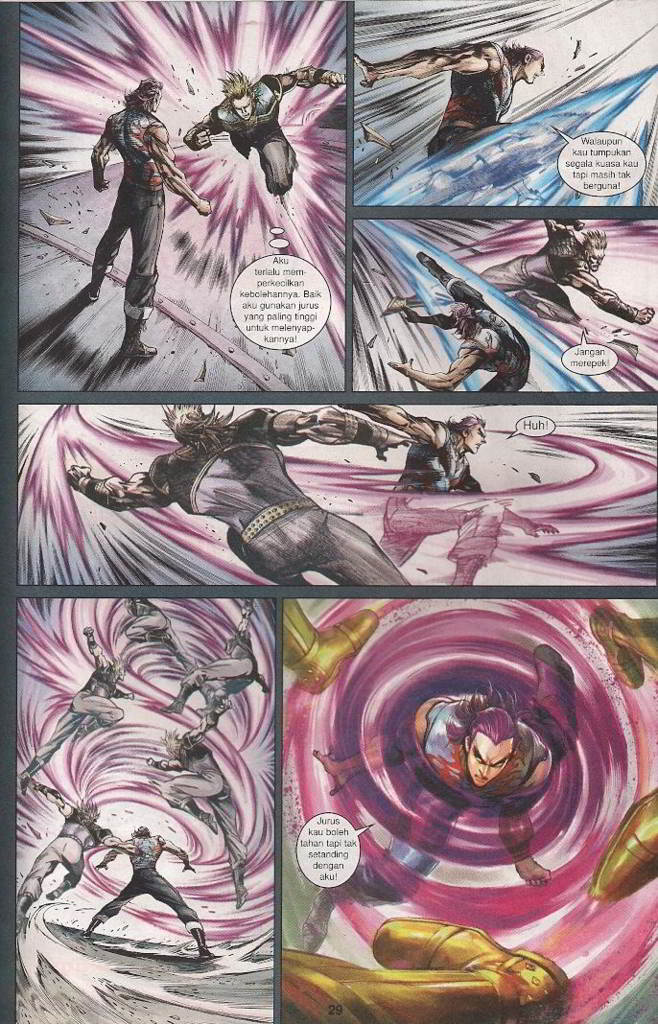 Aku
terlalu mem-
perkecilkan
kebolehannya. Baik
aku gunakan jurus
yang paling tinggi
untuk melenyap-
kannya!
Walaupun
kau tumpukan
segala kuasa kau
tapi masih tak
berguna!
Jangan
merepek!
Huh!
Jurus
kau boleh
tahan tapi tak
setanding
dengan
aku!
29